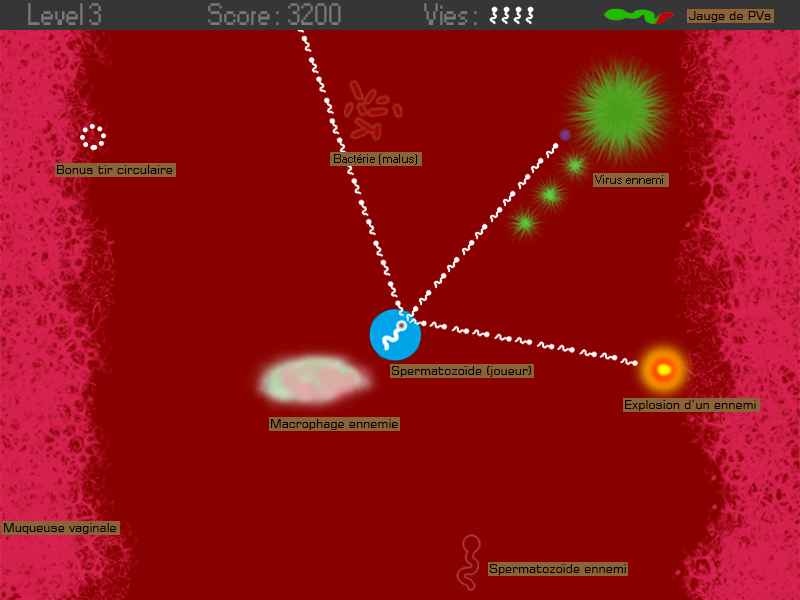 Level 3 Score : 3200 Vies : Jauge de PVs
Bactérie (malus)
Bonus tir circulaire
Virus ennemi
Spermatozoïde (joueur)
Explosion d'un ennemi
Macrophage ennemie
Muqueuse vaginale
Spermatozoïde ennemi